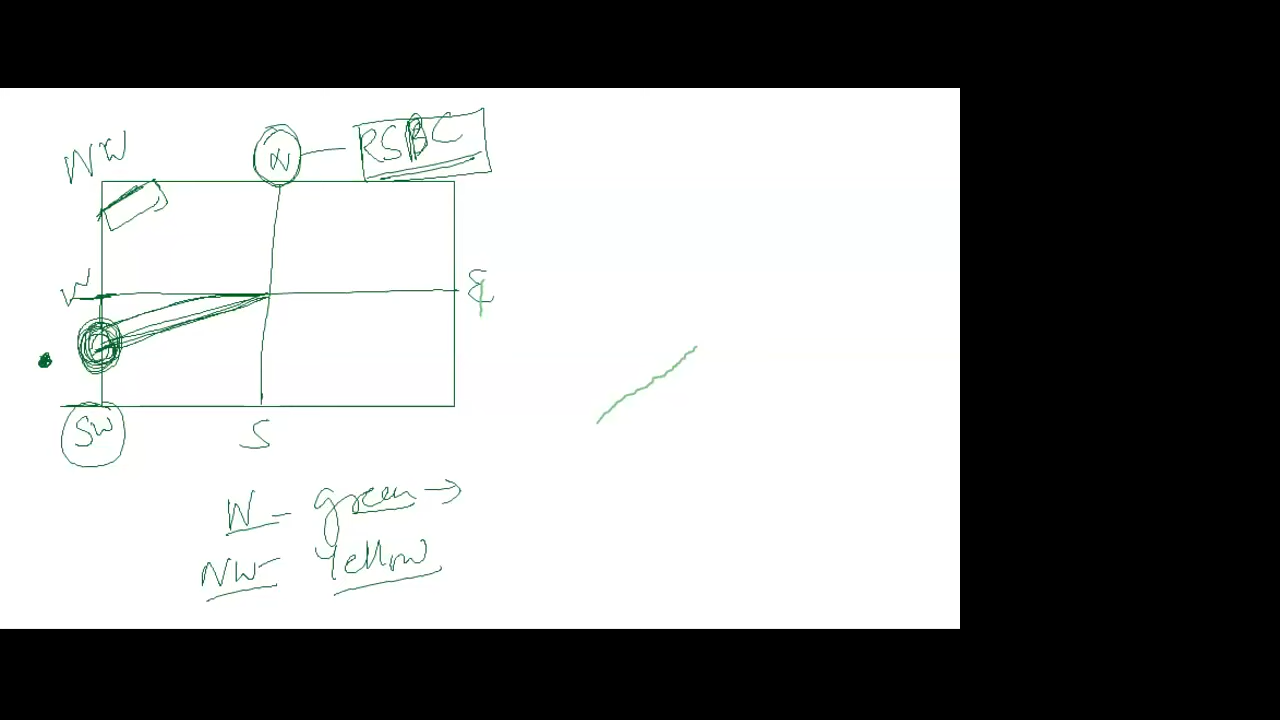 NW
N
RSBC
W
E
SW
S
W - green →
NW - Yellow